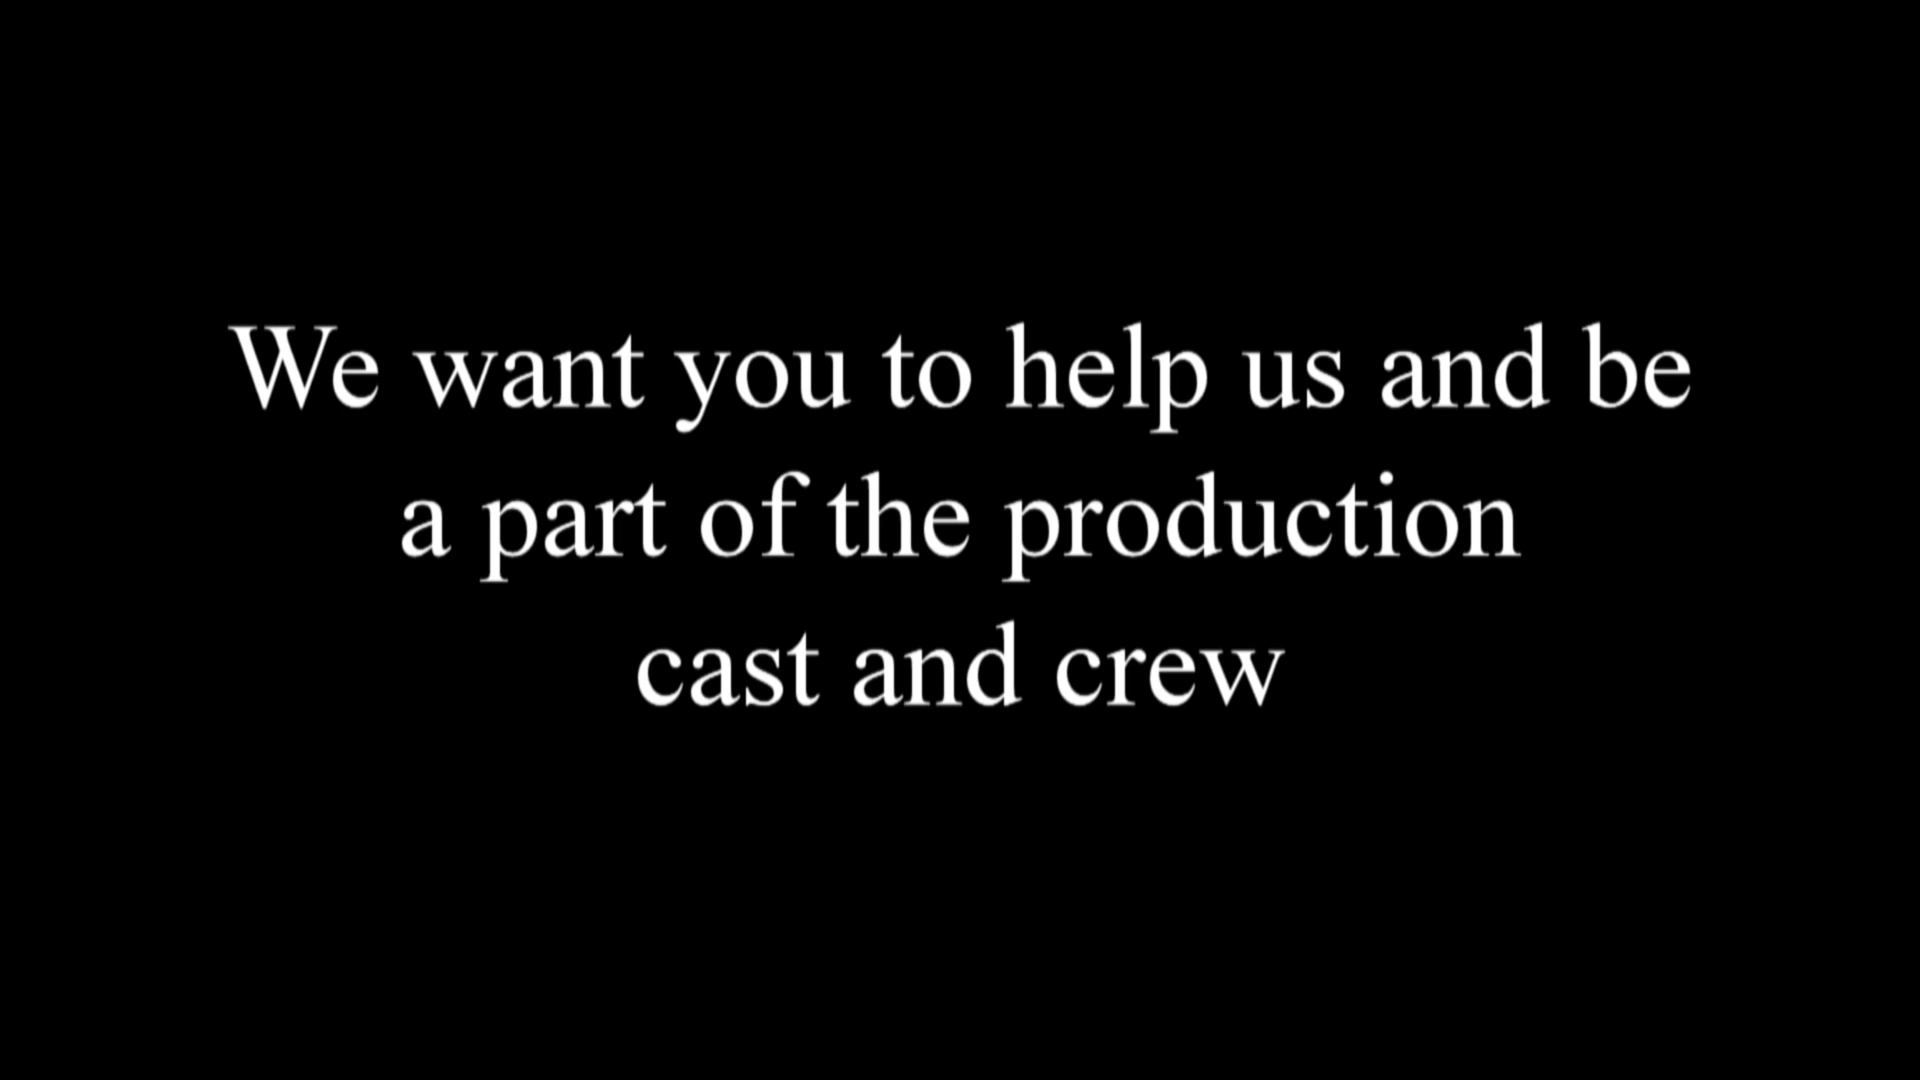 We want you to help us and be
a part of the production
cast and crew